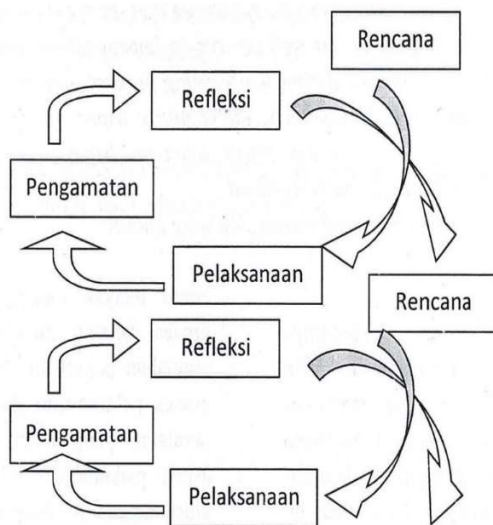 Rencana
Refleksi
Pengamatan
Pelaksanaan
Rencana
Refleksi
Pengamatan
Pelaksanaan